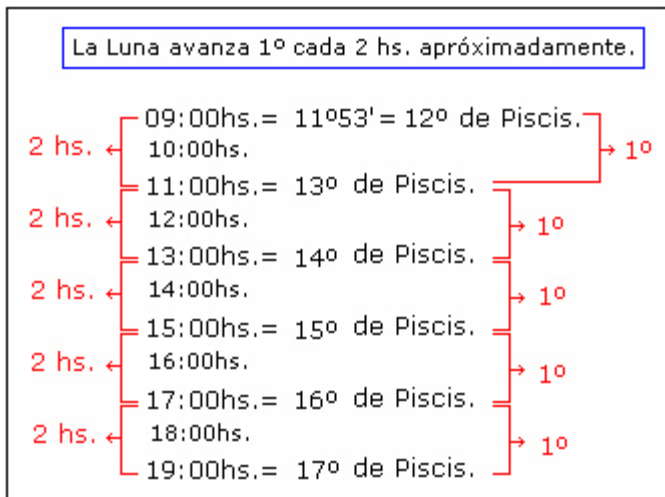 La Luna avanza 1º cada 2 hs. apróximadamente.
09:00hs.= 11º53'= 12º de Piscis.
2 hs. 10:00hs. 1º
11:00hs.= 13º de Piscis.
2 hs. 12:00hs. 1º
13:00hs.= 14º de Piscis.
2 hs. 14:00hs. 1º
15:00hs.= 15º de Piscis.
2 hs. 16:00hs. 1º
17:00hs.= 16º de Piscis.
2 hs. 18:00hs. 1º
19:00hs.= 17º de Piscis.